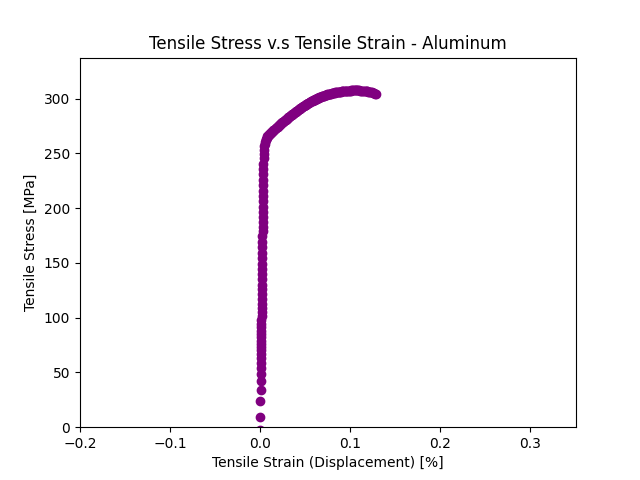 Tensile Stress v.s Tensile Strain - Aluminum
300
250
200
150
100
50
0
Tensile Stress [MPa]
−0.2 −0.1 0.0 0.1 0.2 0.3
Tensile Strain (Displacement) [%]